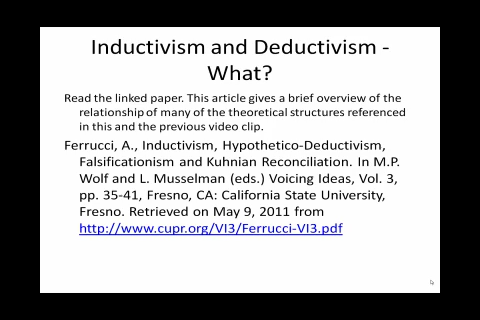 Inductivism and Deductivism -
What?
Read the linked paper. This article gives a brief overview of the
relationship of many of the theoretical structures referenced
in this and the previous video clip.
Ferrucci, A., Inductivism, Hypothetico-Deductivism,
Falsificationism and Kuhnian Reconciliation. In M.P.
Wolf and L. Musselman (eds.) Voicing Ideas, Vol. 3,
pp. 35-41, Fresno, CA: California State University,
Fresno. Retrieved on May 9, 2011 from
http://www.cupr.org/VI3/Ferrucci-VI3.pdf